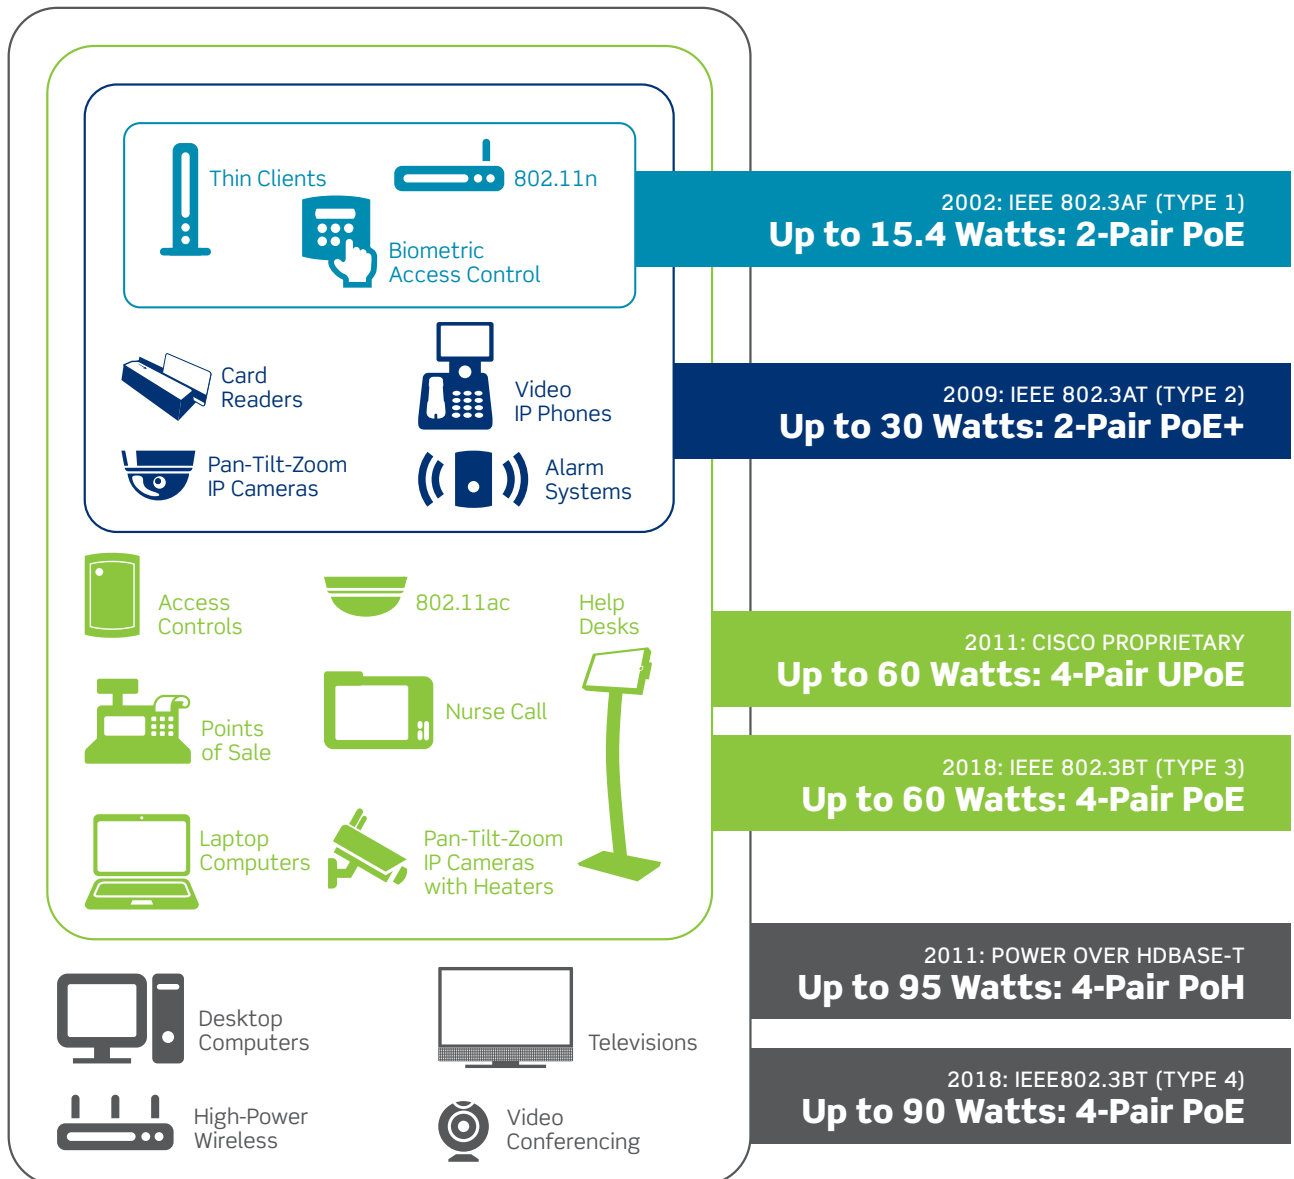 Thin Clients
802.11n
Biometric
Access Control
2002: IEEE 802.3AF (TYPE 1)
Up to 15.4 Watts: 2-Pair PoE
Card
Readers
Video
IP Phones
Pan-Tilt-Zoom
IP Cameras
Alarm
Systems
2009: IEEE 802.3AT (TYPE 2)
Up to 30 Watts: 2-Pair PoE+
Access
Controls
802.11ac
Help
Desks
Points
of Sale
Nurse Call
Laptop
Computers
Pan-Tilt-Zoom
IP Cameras
with Heaters
2011: CISCO PROPRIETARY
Up to 60 Watts: 4-Pair UPoE
2018: IEEE 802.3BT (TYPE 3)
Up to 60 Watts: 4-Pair PoE
Desktop
Computers
Televisions
High-Power
Wireless
Video
Conferencing
2011: POWER OVER HDBASE-T
Up to 95 Watts: 4-Pair PoH
2018: IEEE802.3BT (TYPE 4)
Up to 90 Watts: 4-Pair PoE